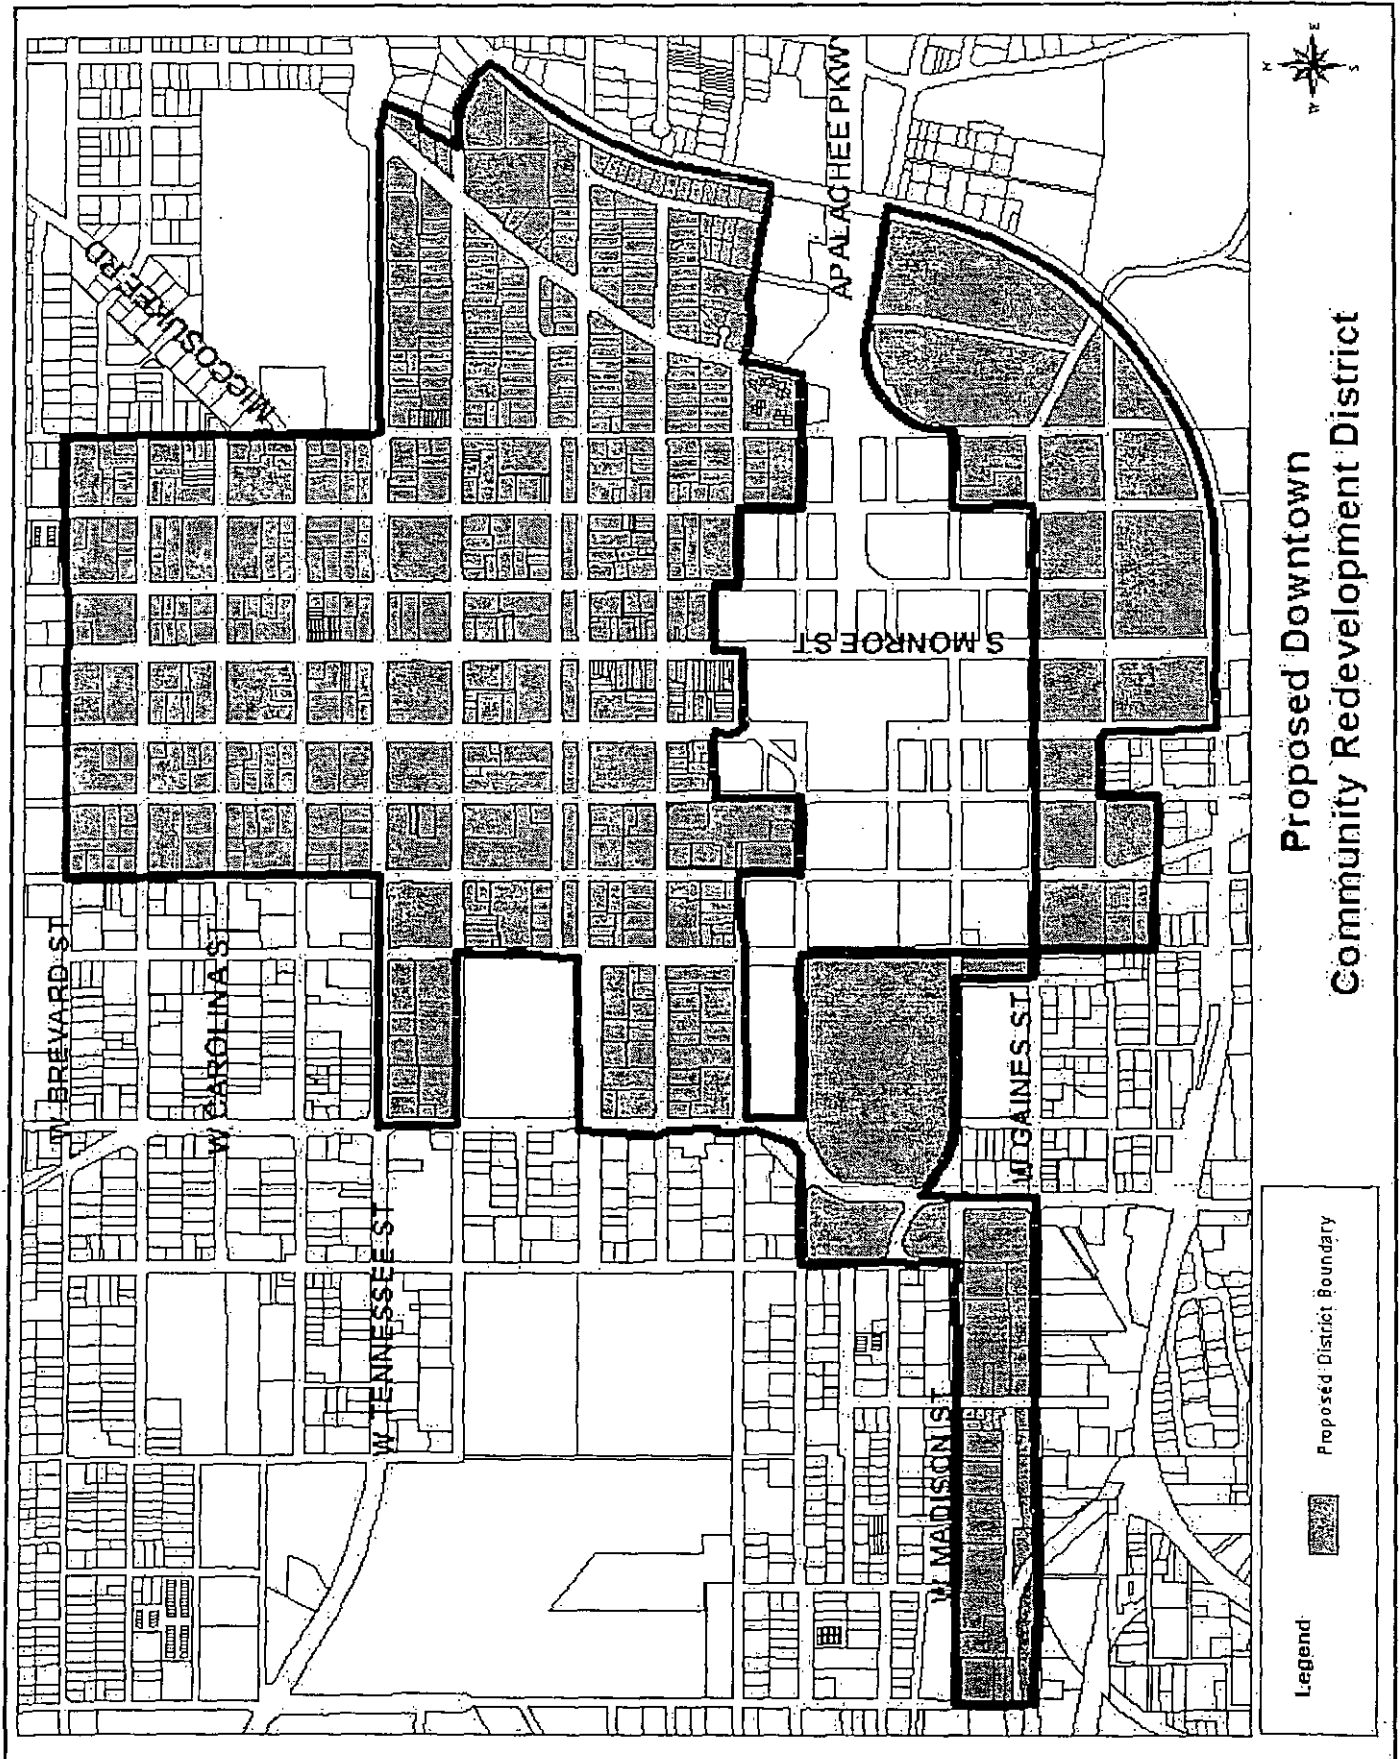 MICCOSUKEE RD
APALACHEE PKWY
W BREVARD ST
W CAROLINA ST
W TENNESSEE ST
S MONROE ST
W GAINES ST
W MADISON ST
N
E
S
W
Proposed Downtown
Community Redevelopment District
Legend
Proposed District Boundary